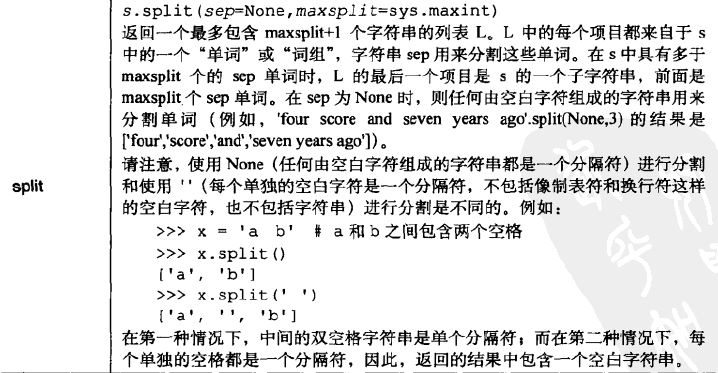 s.split(sep=None,maxsplit=sys.maxint)
返回一个最多包含 maxsplit+1 个字符串的列表 L。L 中的每个项目都来自于 s
中的一个“单词”或“词组”，字符串 sep 用来分割这些单词。在 s 中具有多于
maxsplit 个的 sep 单词时，L 的最后一个项目是 s 的一个子字符串，前面是
maxsplit 个 sep 单词。在 sep 为 None 时，则任何由空白字符组成的字符串用来
分割单词（例如，'four score and seven years ago'.split(None,3) 的结果是
['four','score','and','seven years ago']）。
请注意，使用 None（任何由空白字符组成的字符串都是一个分隔符）进行分割
split
和使用 ' '（每个单独的空白字符是一个分隔符，不包括像制表符和换行符这样
的空白字符，也不包括字符串）进行分割是不同的。例如：
>>> x = 'a  b'  # a 和 b 之间包含两个空格
>>> x.split()
['a', 'b']
>>> x.split(' ')
['a', '', 'b']
在第一种情况下，中间的双空格字符串是单个分隔符；而在第二种情况下，每
个单独的空格都是一个分隔符，因此，返回的结果中包含一个空白字符串。